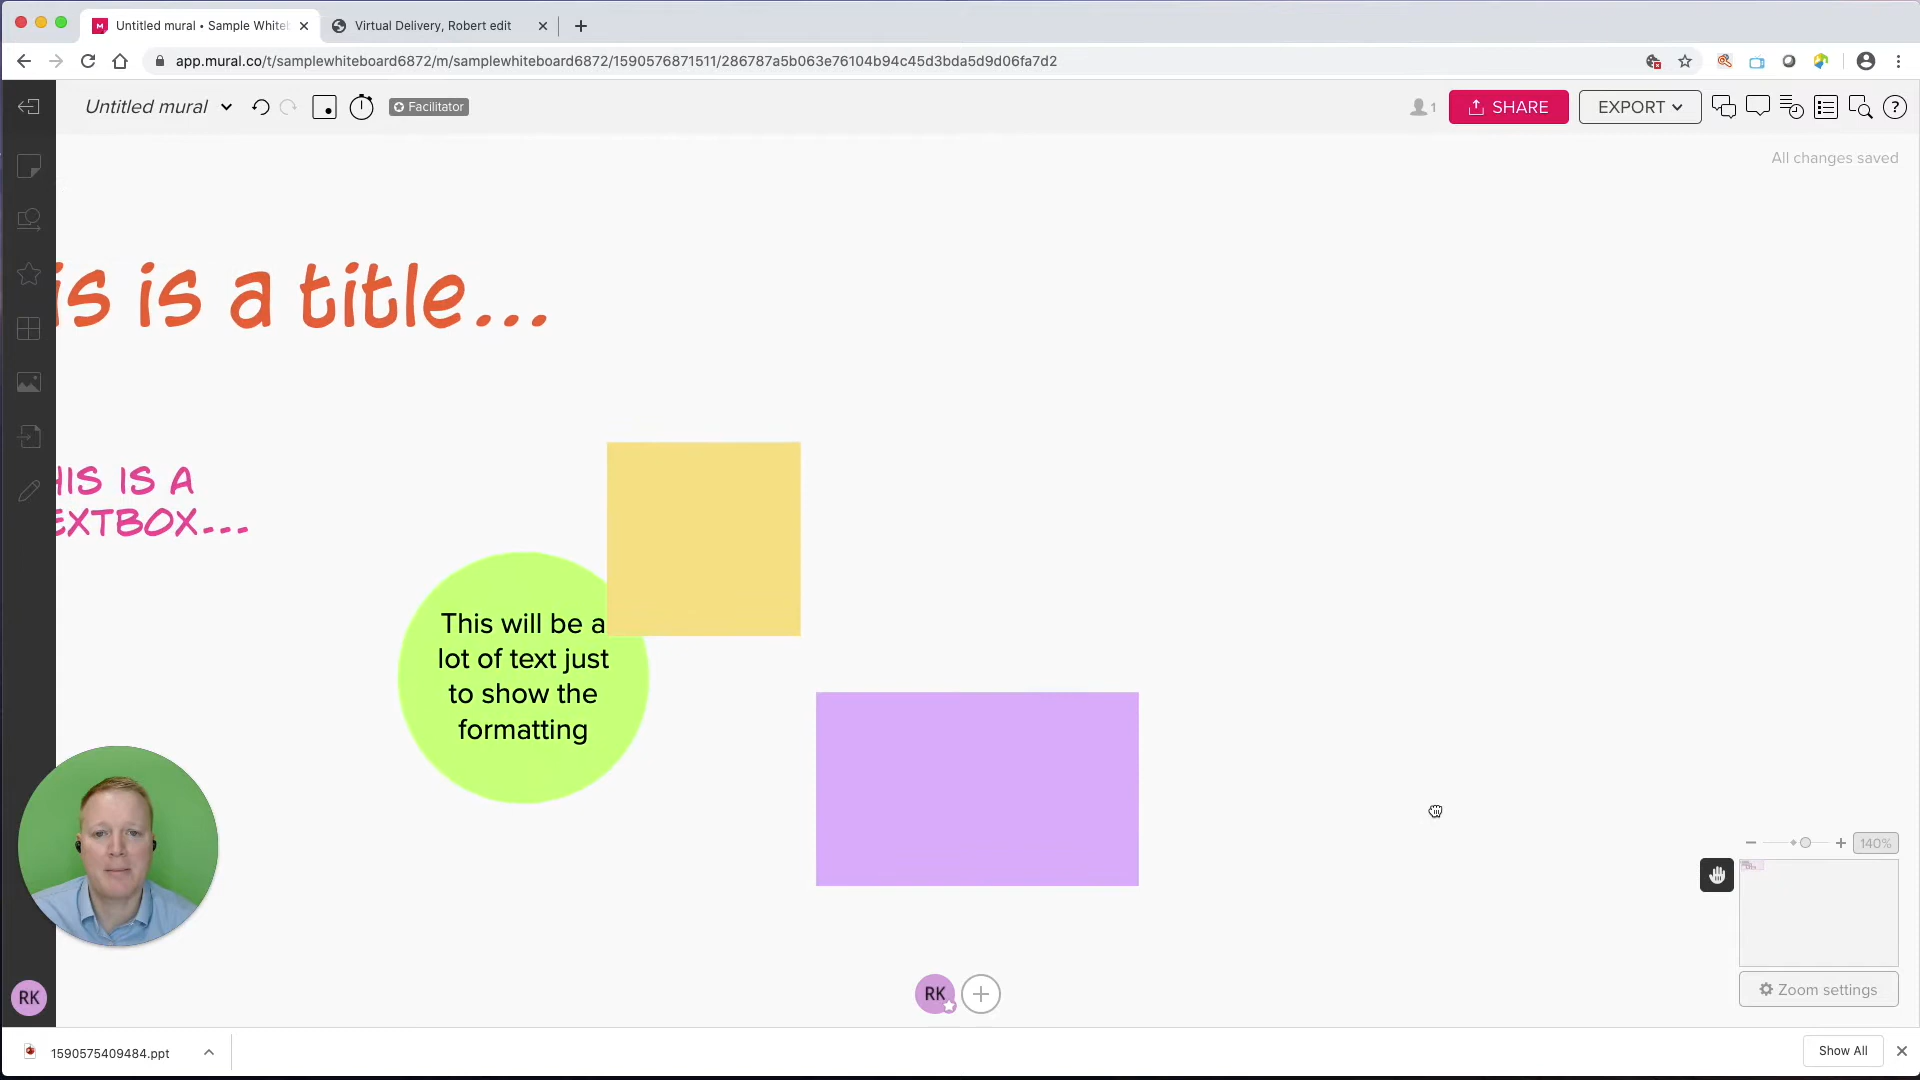 Untitled mural • Sample White
Virtual Delivery, Robert edit
app.mural.co/t/samplewhiteboard6872/m/samplewhiteboard6872/1590576871511/286787a5b063e76104b94c45d3bda5d9d06fa7d2
Untitled mural
Facilitator
1
SHARE
EXPORT
?
All changes saved
is is a title...
HIS IS A
EXTBOX...
This will be a
lot of text just
to show the
formatting
140%
Zoom settings
RK
RK
1590575409484.ppt
Show All